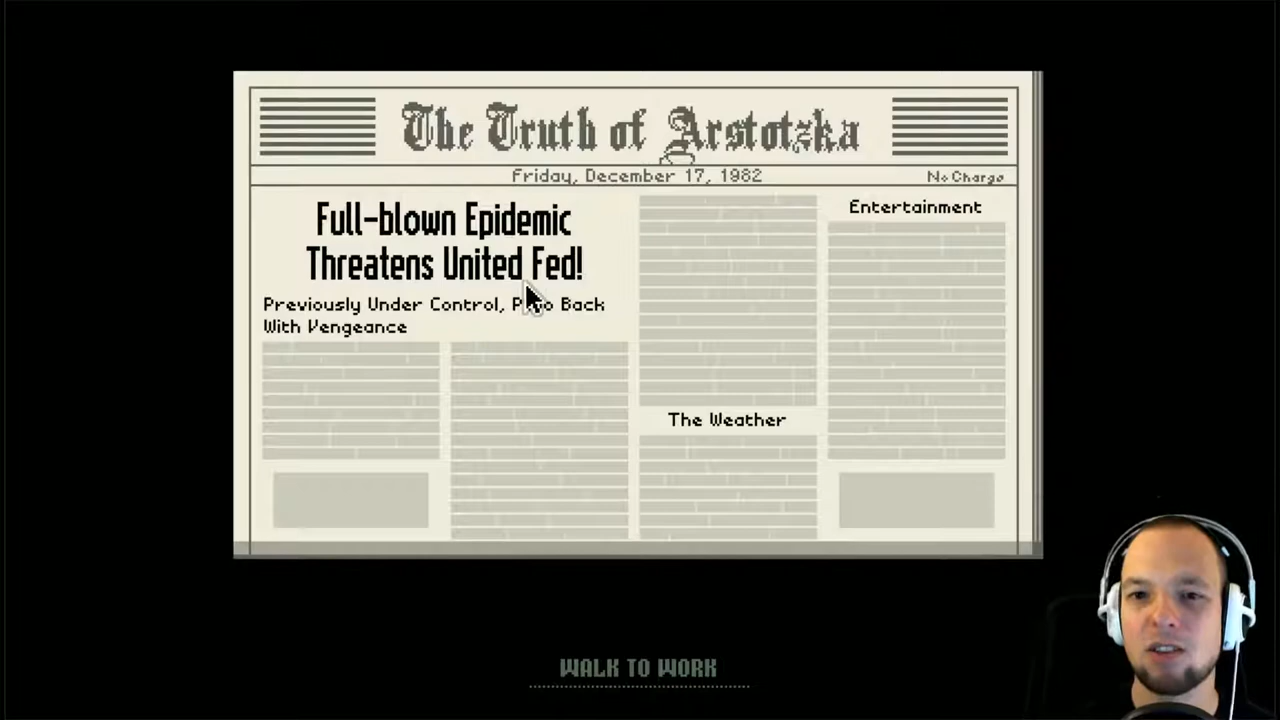 The Truth of Arstotzka
Friday, December 17, 1982
No Charge
Full-blown Epidemic
Threatens United Fed!
Previously Under Control, Back
With Vengeance
Entertainment
The Weather
WALK TO WORK